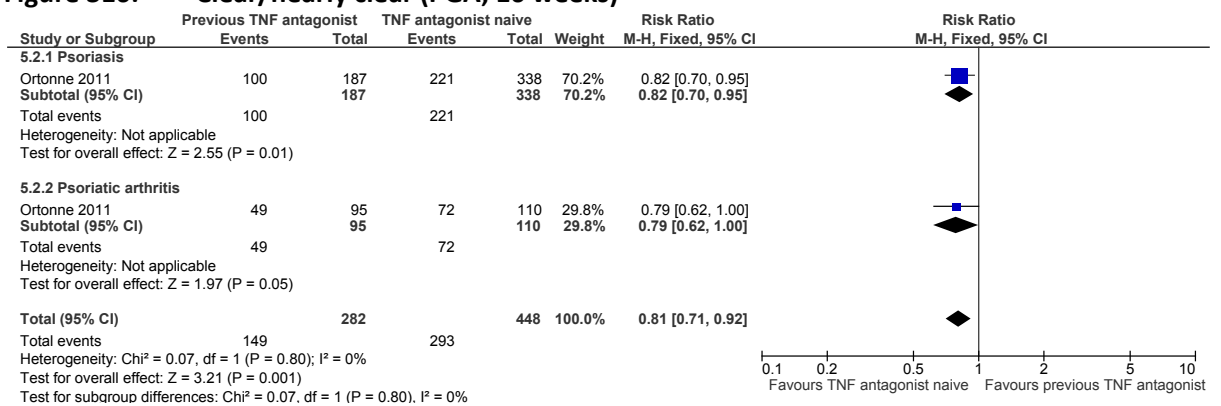 Previous TNF antagonist TNF antagonist naive Risk Ratio Risk Ratio
Study or Subgroup Events Total Events Total Weight M-H, Fixed, 95% CI M-H, Fixed, 95% CI
5.2.1 Psoriasis
Ortonne 2011 100 187 221 338 70.2% 0.82 [0.70, 0.95]
Subtotal (95% CI) 187 338 70.2% 0.82 [0.70, 0.95]
Total events 100 221
Heterogeneity: Not applicable
Test for overall effect: Z = 2.55 (P = 0.01)
5.2.2 Psoriatic arthritis
Ortonne 2011 49 95 72 110 29.8% 0.79 [0.62, 1.00]
Subtotal (95% CI) 95 110 29.8% 0.79 [0.62, 1.00]
Total events 49 72
Heterogeneity: Not applicable
Test for overall effect: Z = 1.97 (P = 0.05)
Total (95% CI) 282 448 100.0% 0.81 [0.71, 0.92]
Total events 149 293
Heterogeneity: Chi² = 0.07, df = 1 (P = 0.80); I² = 0%
Test for overall effect: Z = 3.21 (P = 0.001)
Test for subgroup differences: Chi² = 0.07, df = 1 (P = 0.80), I² = 0%
0.1 0.2 0.5 1 2 5 10
Favours TNF antagonist naive Favours previous TNF antagonist